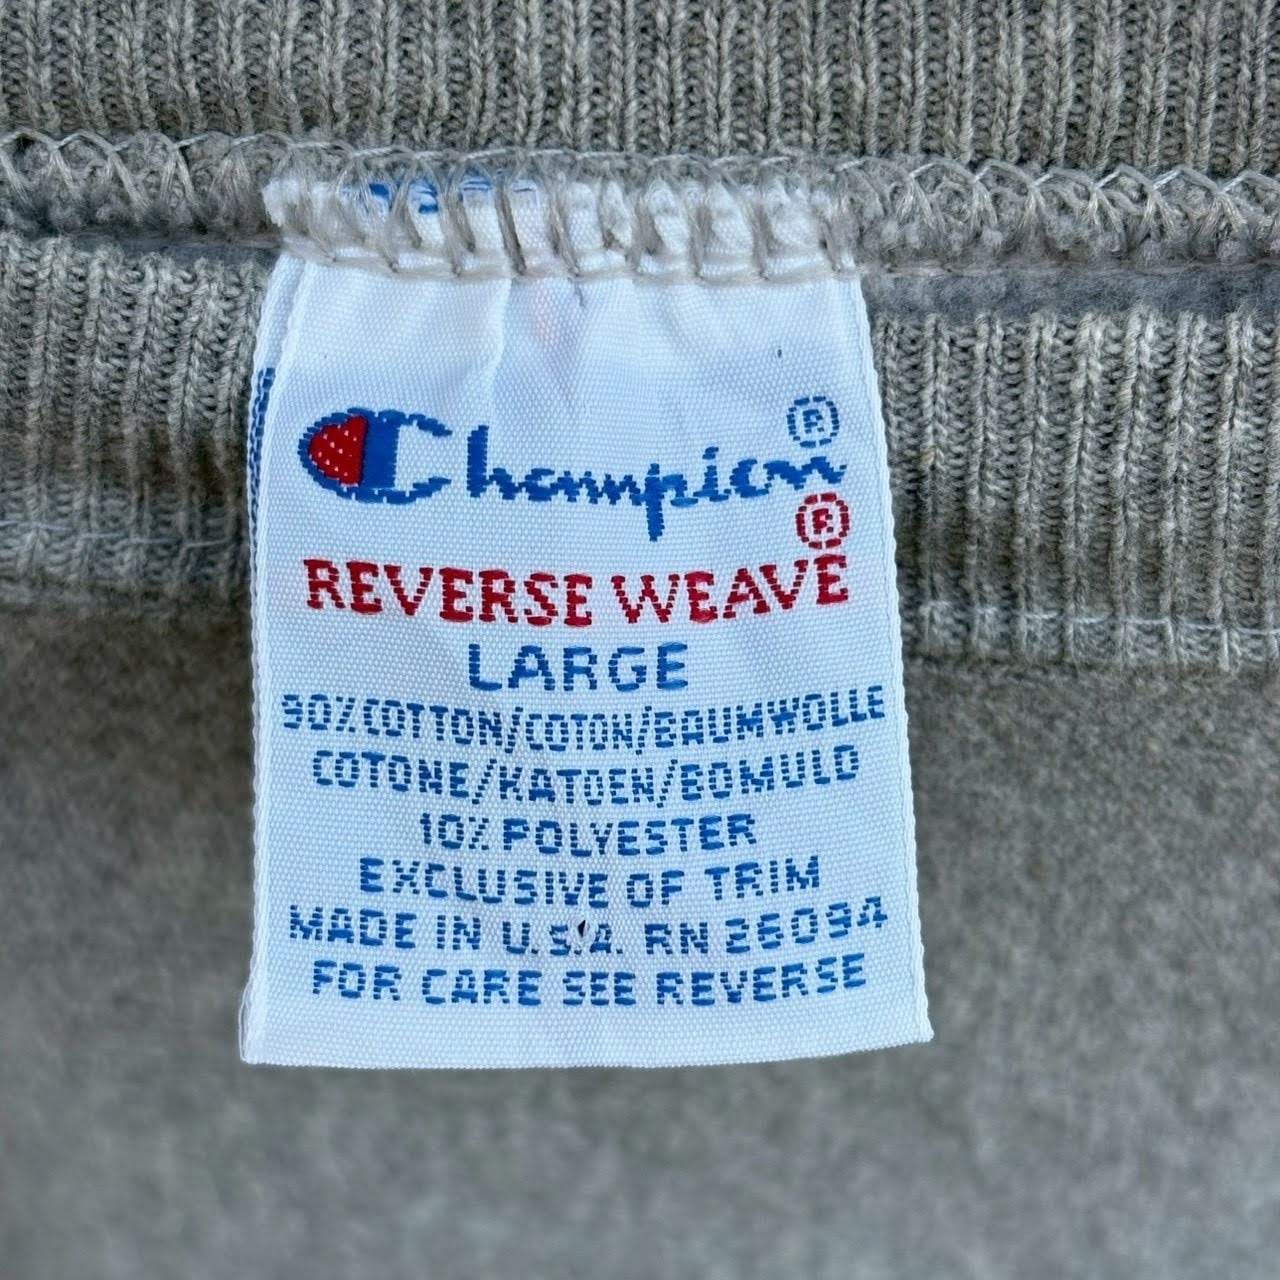 Champion ®
®
REVERSE WEAVE
LARGE
90% COTTON/COTON/BAUMWOLLE
COTONE/KATOEN/BOMULD
10% POLYESTER
EXCLUSIVE OF TRIM
MADE IN U.S.A. RN 26094
FOR CARE SEE REVERSE